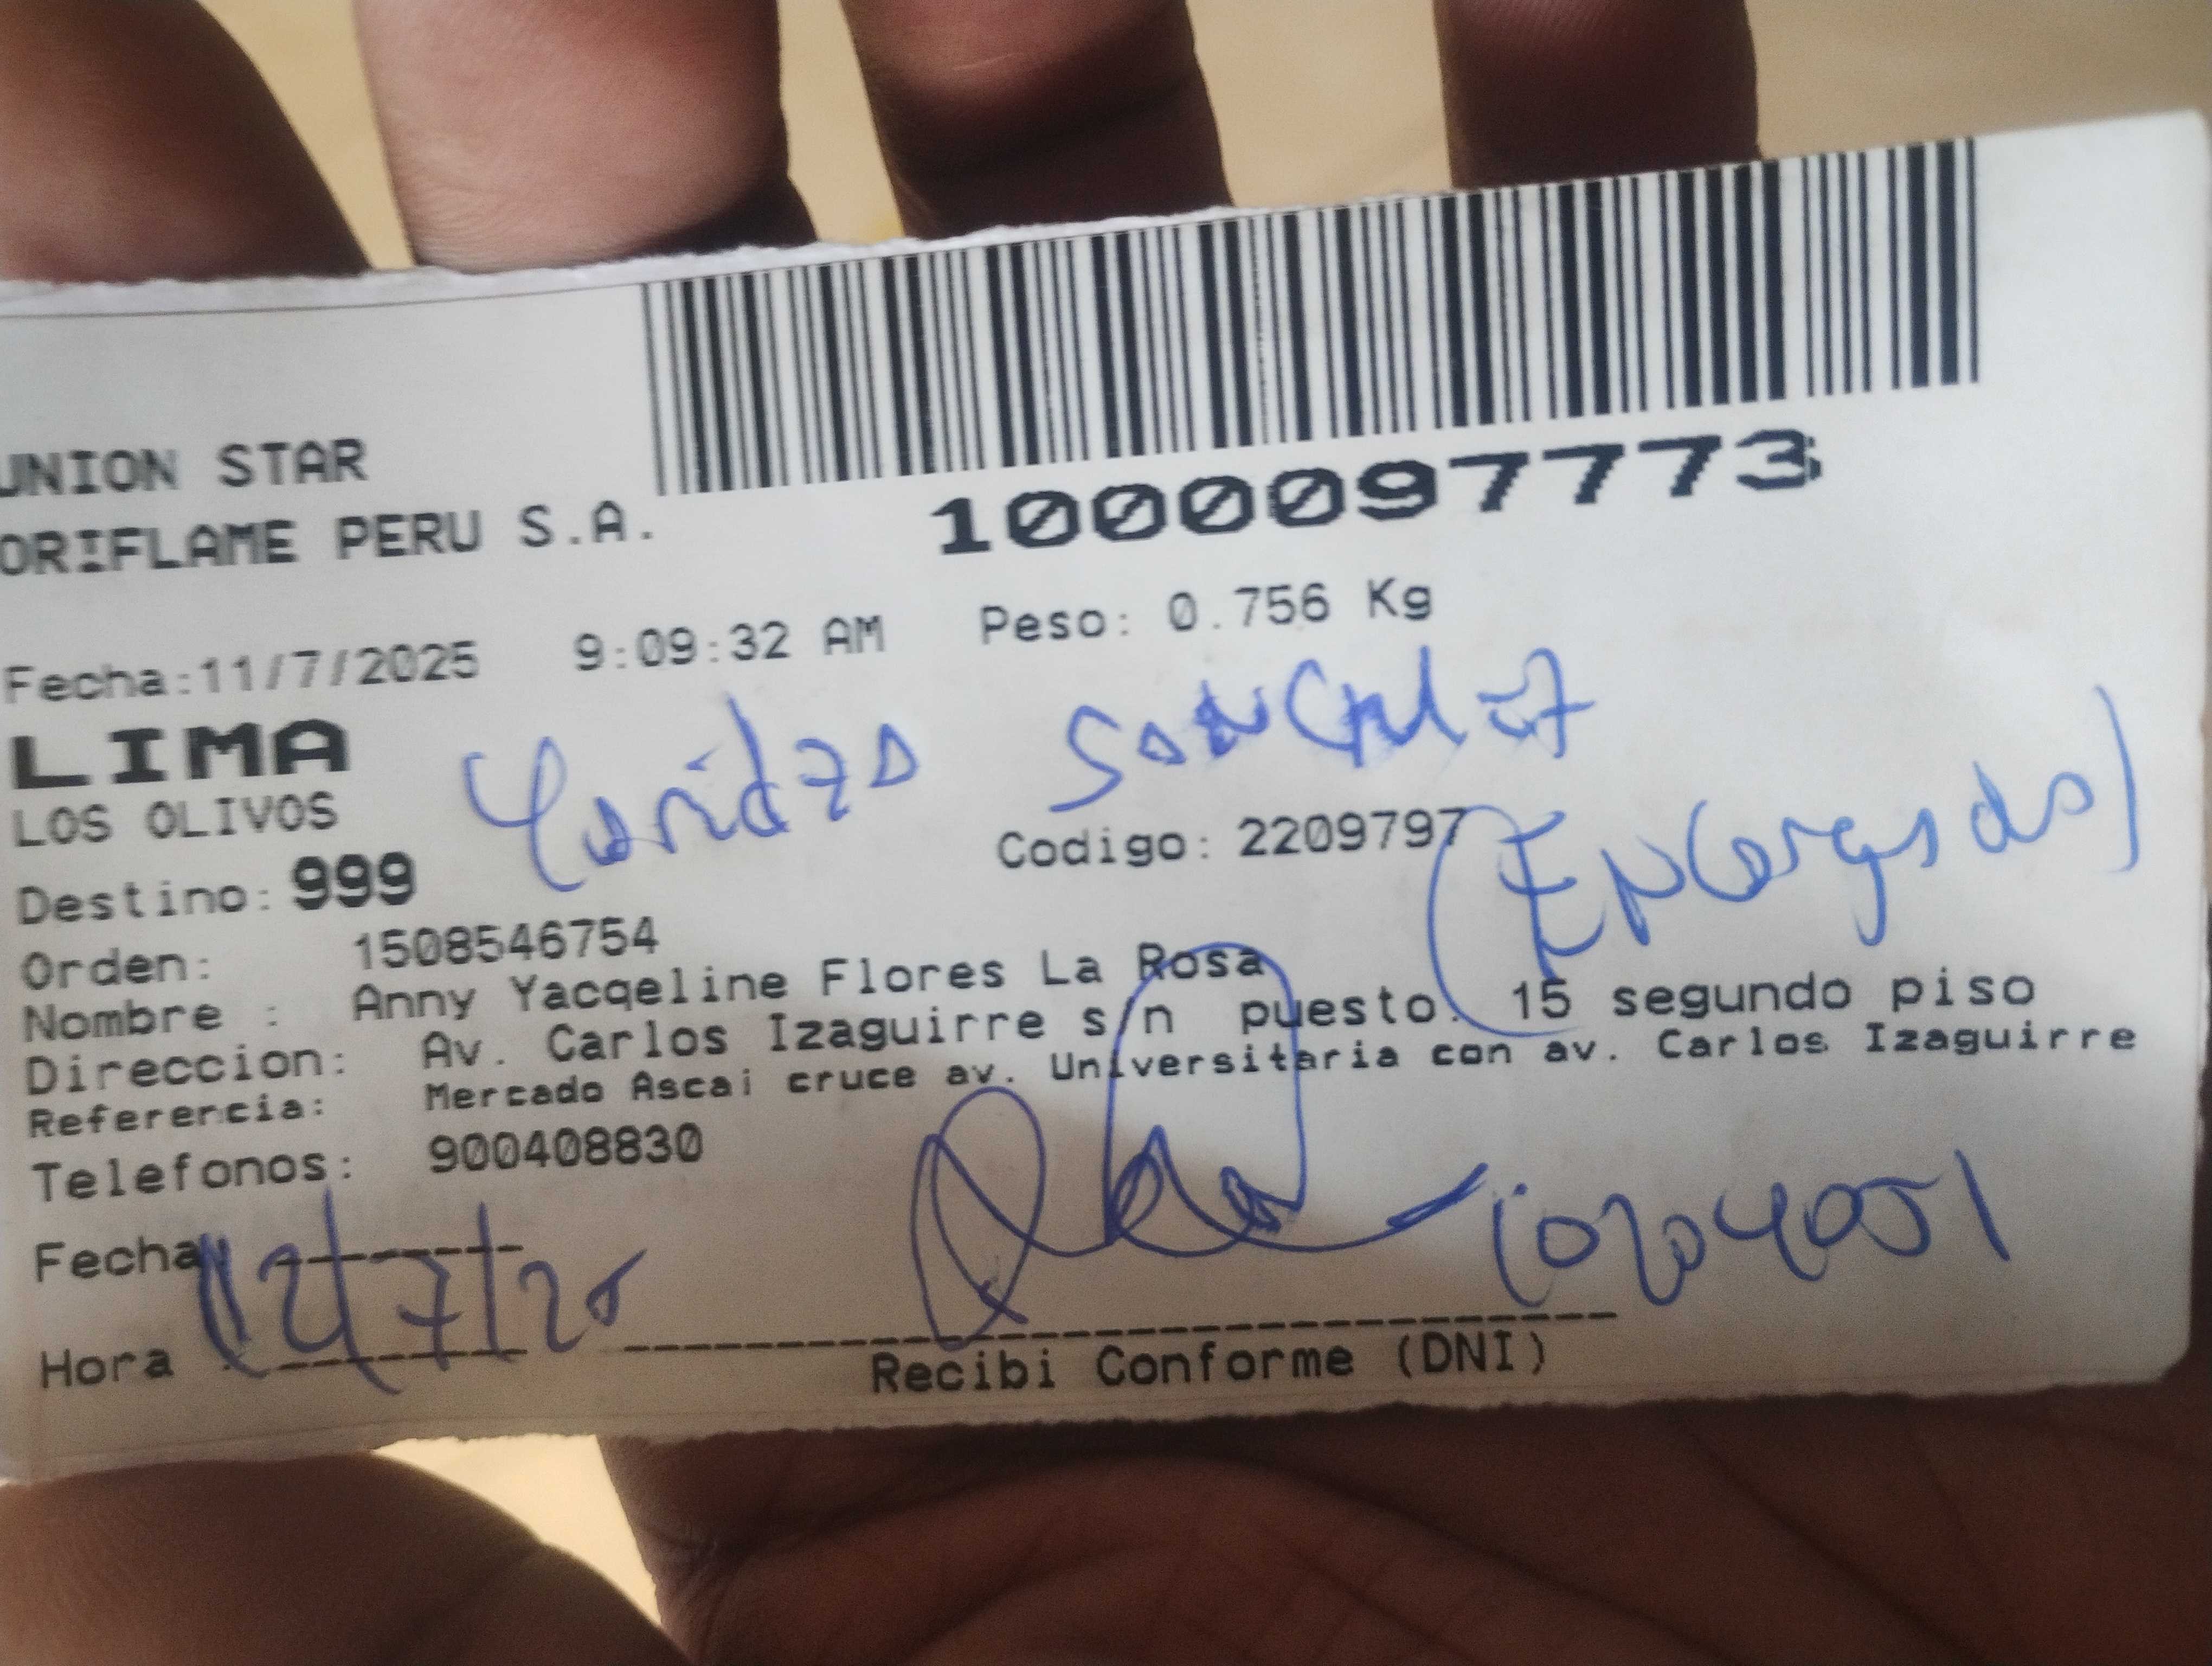 UNION STAR
ORIFLAME PERU S.A.
1000097773
Fecha:11/7/2025 9:09:32 AM Peso: 0.756 Kg
LIMA
LOS OLIVOS
Sanchez
Destino: 999 Codigo: 2209797
(Encargado)
Orden: 1508546754
Nombre : Anny Yacqeline Flores La Rosa
Direccion: Av. Carlos Izaguirre s/n puesto. 15 segundo piso
Referencia: Mercado Ascai cruce av. Universitaria con av. Carlos Izaguirre
Telefonos: 900408830
Fecha 12/7/25
Hora
Recibi Conforme (DNI)